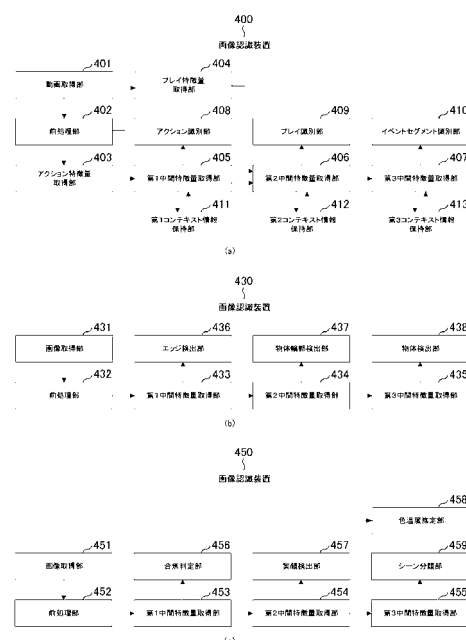 400
画像認識装置
401
動画取得部
404
プレイ特徴量
取得部
402
前処理部
408
アクション識別部
409
プレイ識別部
410
イベントセグメント識別部
403
アクション特徴量
取得部
405
第1中間特徴量取得部
406
第2中間特徴量取得部
407
第3中間特徴量取得部
411
第1コンテキスト情報
保持部
412
第2コンテキスト情報
保持部
413
第3コンテキスト情報
保持部
(a)
430
画像認識装置
431
画像取得部
436
エッジ検出部
437
物体輪郭検出部
438
物体検出部
432
前処理部
433
第1中間特徴量取得部
434
第2中間特徴量取得部
435
第3中間特徴量取得部
(b)
450
画像認識装置
458
色温度推定部
451
画像取得部
456
合焦判定部
457
笑顔検出部
459
シーン分類部
452
前処理部
453
第1中間特徴量取得部
454
第2中間特徴量取得部
455
第3中間特徴量取得部